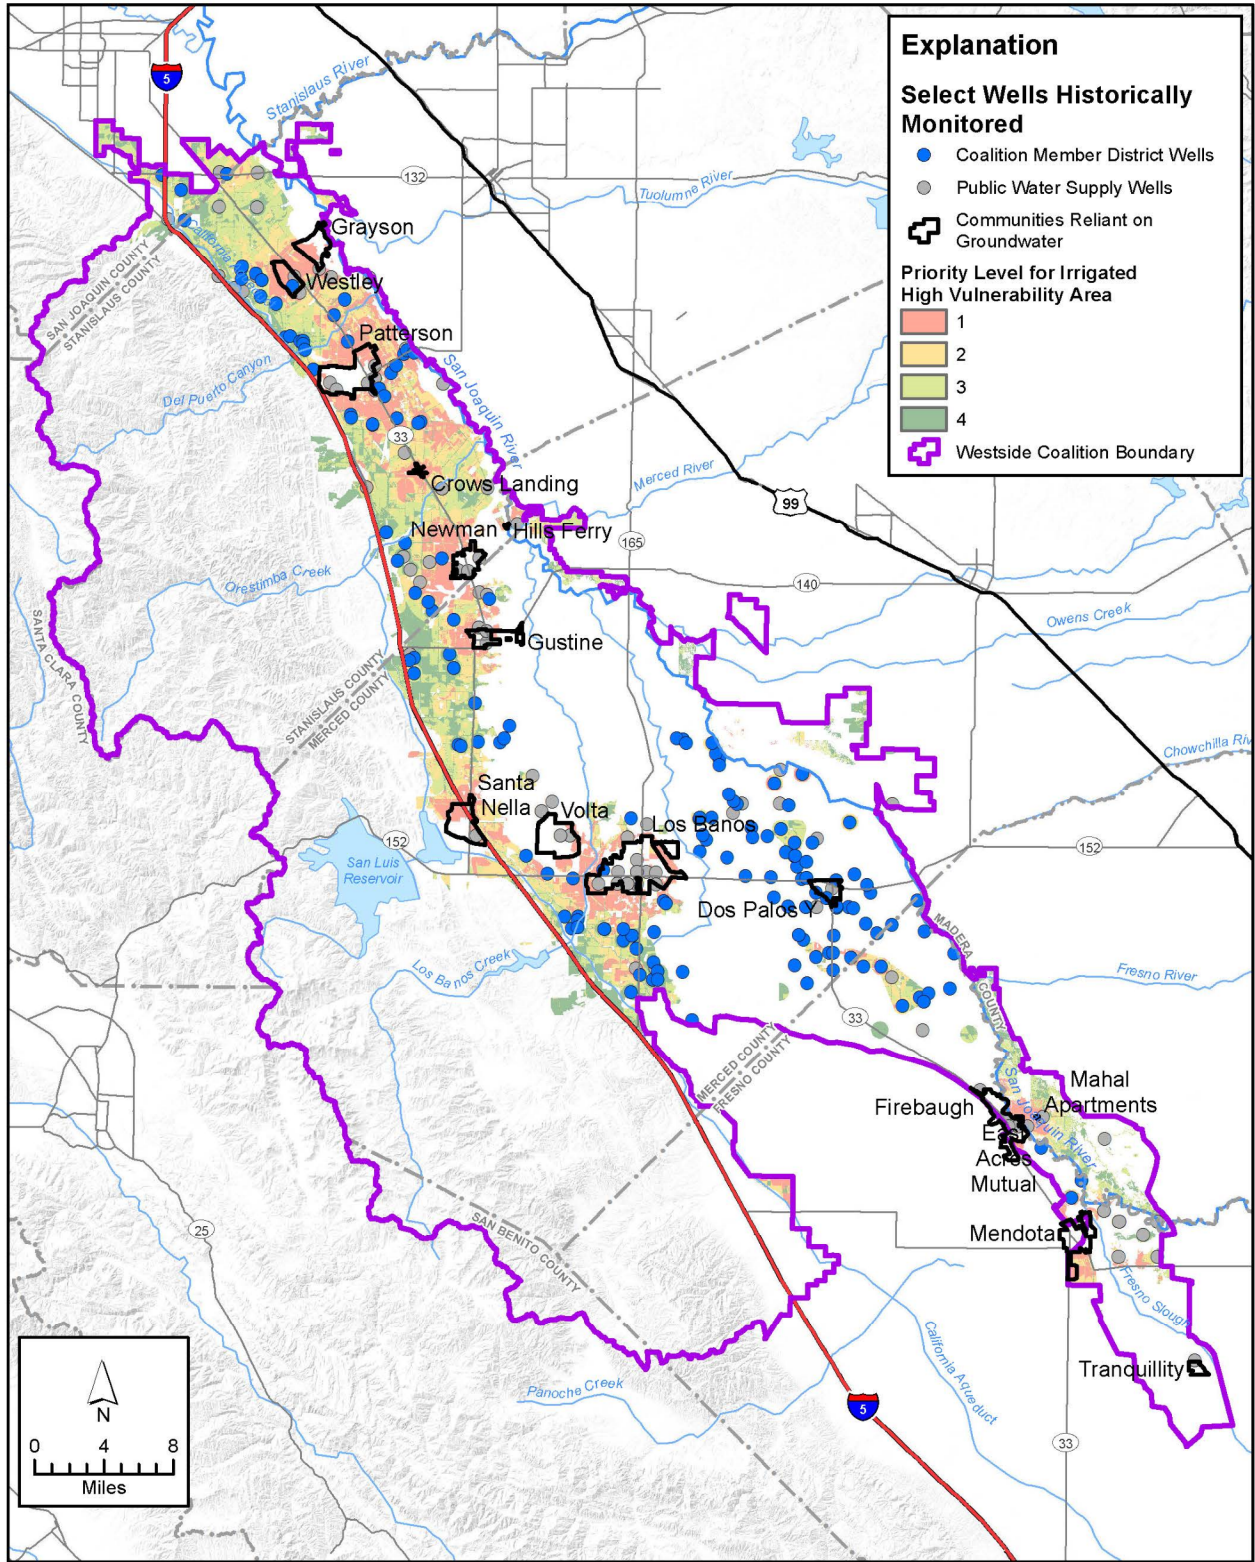 Explanation
Select Wells Historically
Monitored
Coalition Member District Wells
Public Water Supply Wells
Communities Reliant on
Groundwater
Priority Level for Irrigated
High Vulnerability Area
1
2
3
4
Westside Coalition Boundary
5
Stanislaus River
132
Tuolumne River
Grayson
California
SAN JOAQUIN COUNTY
STANISLAUS COUNTY
Westley
Patterson
Del Puerto Canyon
San Joaquin River
33
Merced River
Crows Landing
99
Newman
Hills Ferry
165
140
Orestimba Creek
Owens Creek
SANTA CLARA COUNTY
Gustine
STANISLAUS COUNTY
MERCED COUNTY
Chowchilla Riv
Santa
Nella
Volta
Los Banos
152
152
San Luis
Reservoir
Dos Palos Y
MADERA
COUNTY
Los Banos Creek
Fresno River
33
MERCED COUNTY
FRESNO COUNTY
Mahal
Apartments
Firebaugh
San Joaquin River
East
Acres
Mutual
25
SAN BENITO COUNTY
Mendota
Fresno Slough
California Aqueduct
Tranquillity
Panoche Creek
5
33
N
0 4 8
Miles